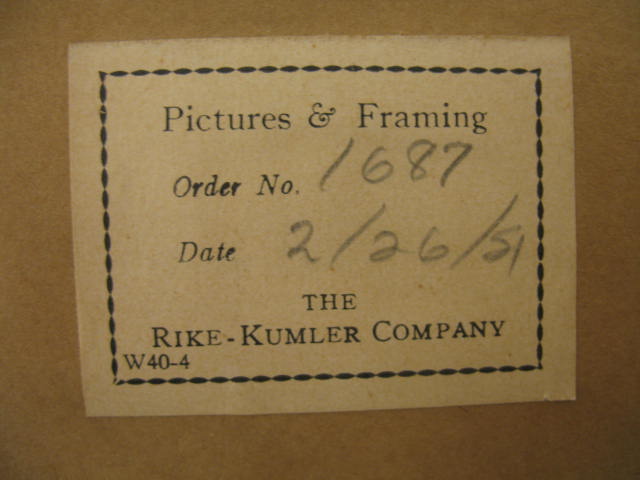 Pictures & Framing
Order No. 1687
Date 2/26/51
THE
RIKE-KUMLER COMPANY
W40-4